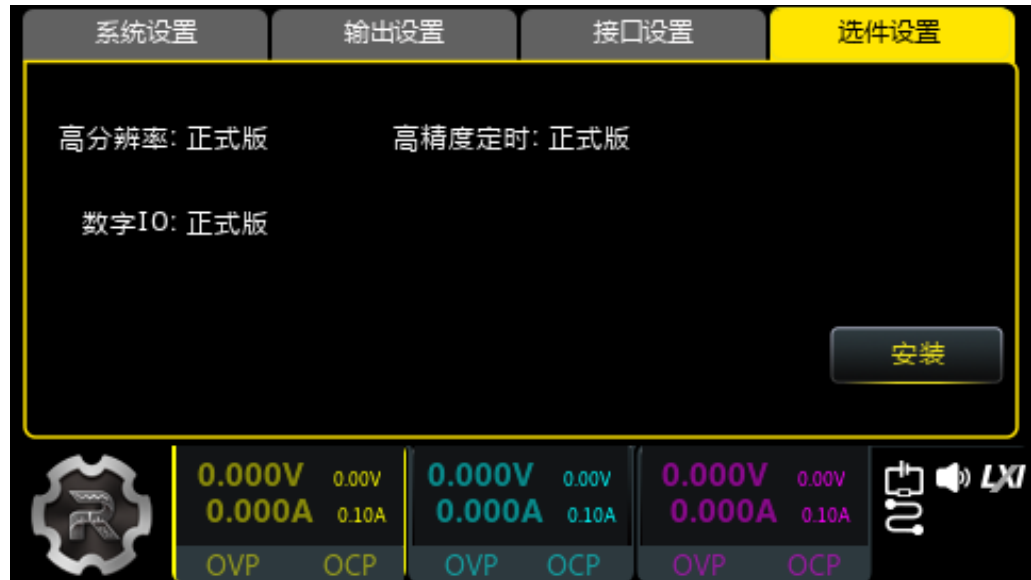 系统设置 输出设置 接口设置 选件设置
高分辨率: 正式版 高精度定时: 正式版
数字IO: 正式版
安装
0.000V 0.00V 0.000V 0.00V 0.000V 0.00V LXI
0.000A 0.10A 0.000A 0.10A 0.000A 0.10A
OVP OCP OVP OCP OVP OCP